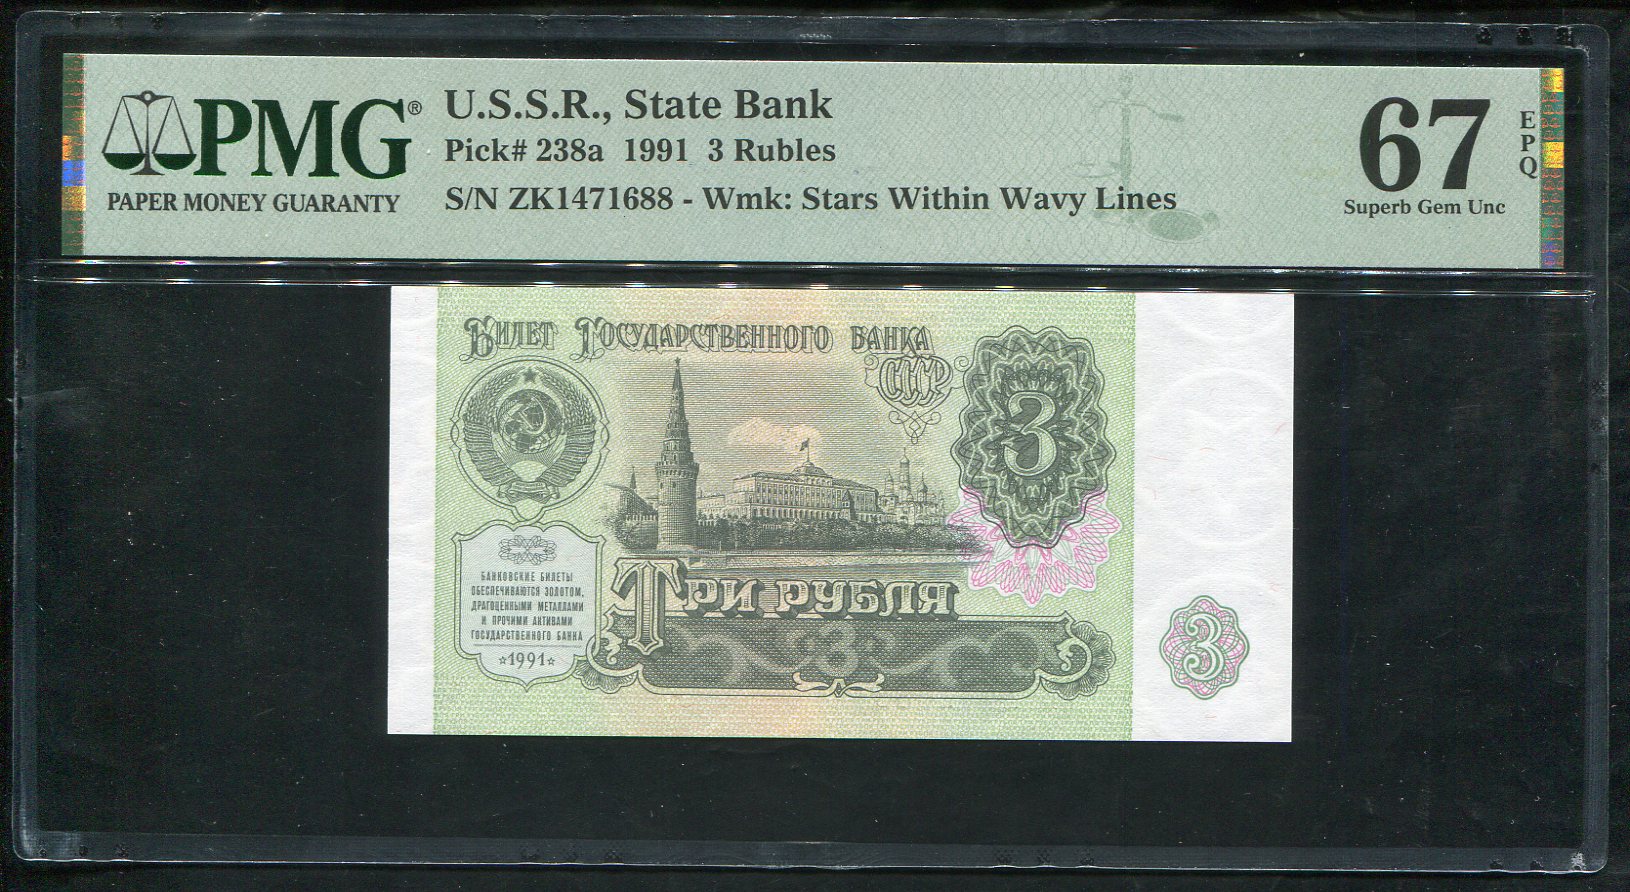 PMG®
PAPER MONEY GUARANTY
U.S.S.R., State Bank
Pick# 238a 1991 3 Rubles
S/N ZK1471688 - Wmk: Stars Within Wavy Lines
67
EPQ
Superb Gem Unc
Билет Государственного Банка
СССР
3
БАНКОВСКИЕ БИЛЕТЫ
ОБЕСПЕЧИВАЮТСЯ ЗОЛОТОМ,
ДРАГОЦЕННЫМИ МЕТАЛЛАМИ
И ПРОЧИМИ АКТИВАМИ
ГОСУДАРСТВЕННОГО БАНКА
☆1991☆
Три рубля
3
3